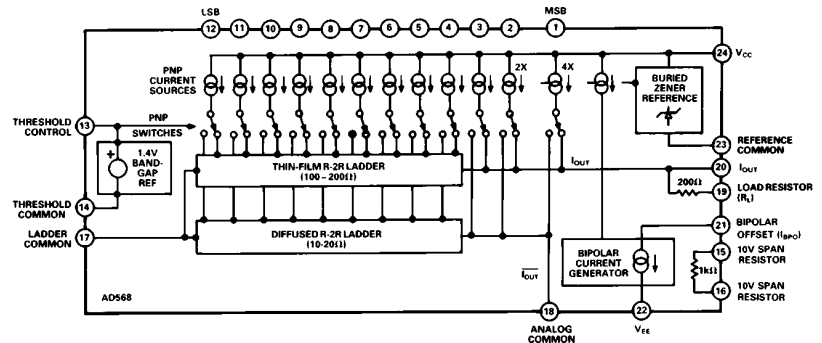 LSB
MSB
12
11
10
9
8
7
6
5
4
3
2
1
24
VCC
PNP
CURRENT
SOURCES
2X
4X
BURIED
ZENER
REFERENCE
THRESHOLD
CONTROL
13
PNP
SWITCHES
23
REFERENCE
COMMON
+
1.4V
BAND-
GAP
REF
THIN-FILM R-2R LADDER
(100 – 200Ω)
IOUT
20
IOUT
200Ω
19
LOAD RESISTOR
(RL)
THRESHOLD
COMMON
14
LADDER
COMMON
17
DIFFUSED R-2R LADDER
(10-20Ω)
21
BIPOLAR
OFFSET (IBPO)
IOUT
BIPOLAR
CURRENT
GENERATOR
15
10V SPAN
RESISTOR
1kΩ
16
10V SPAN
RESISTOR
AD568
18
ANALOG
COMMON
22
VEE